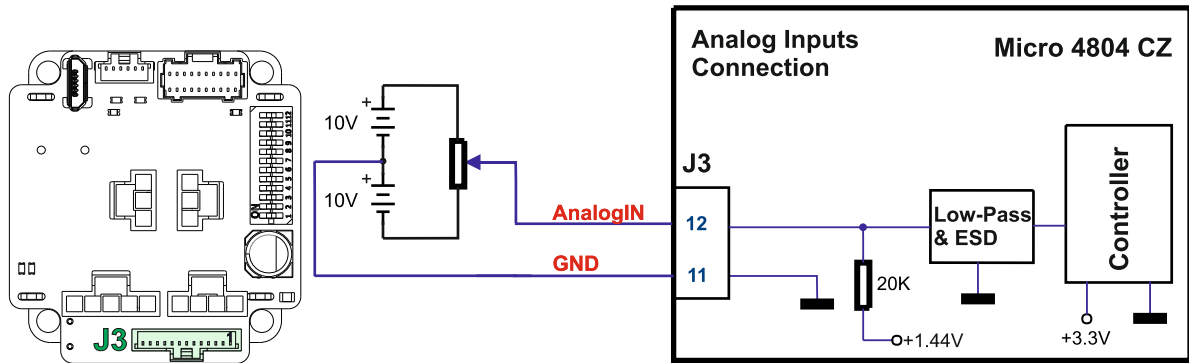 Analog Inputs
Connection
Micro 4804 CZ
+
10V
+
10V
J3
AnalogIN
12
GND
11
20K
+1.44V
Low-Pass
& ESD
Controller
+3.3V
1 2 3 4 5 6 7 8 9 10 11 12
ON
J3
1